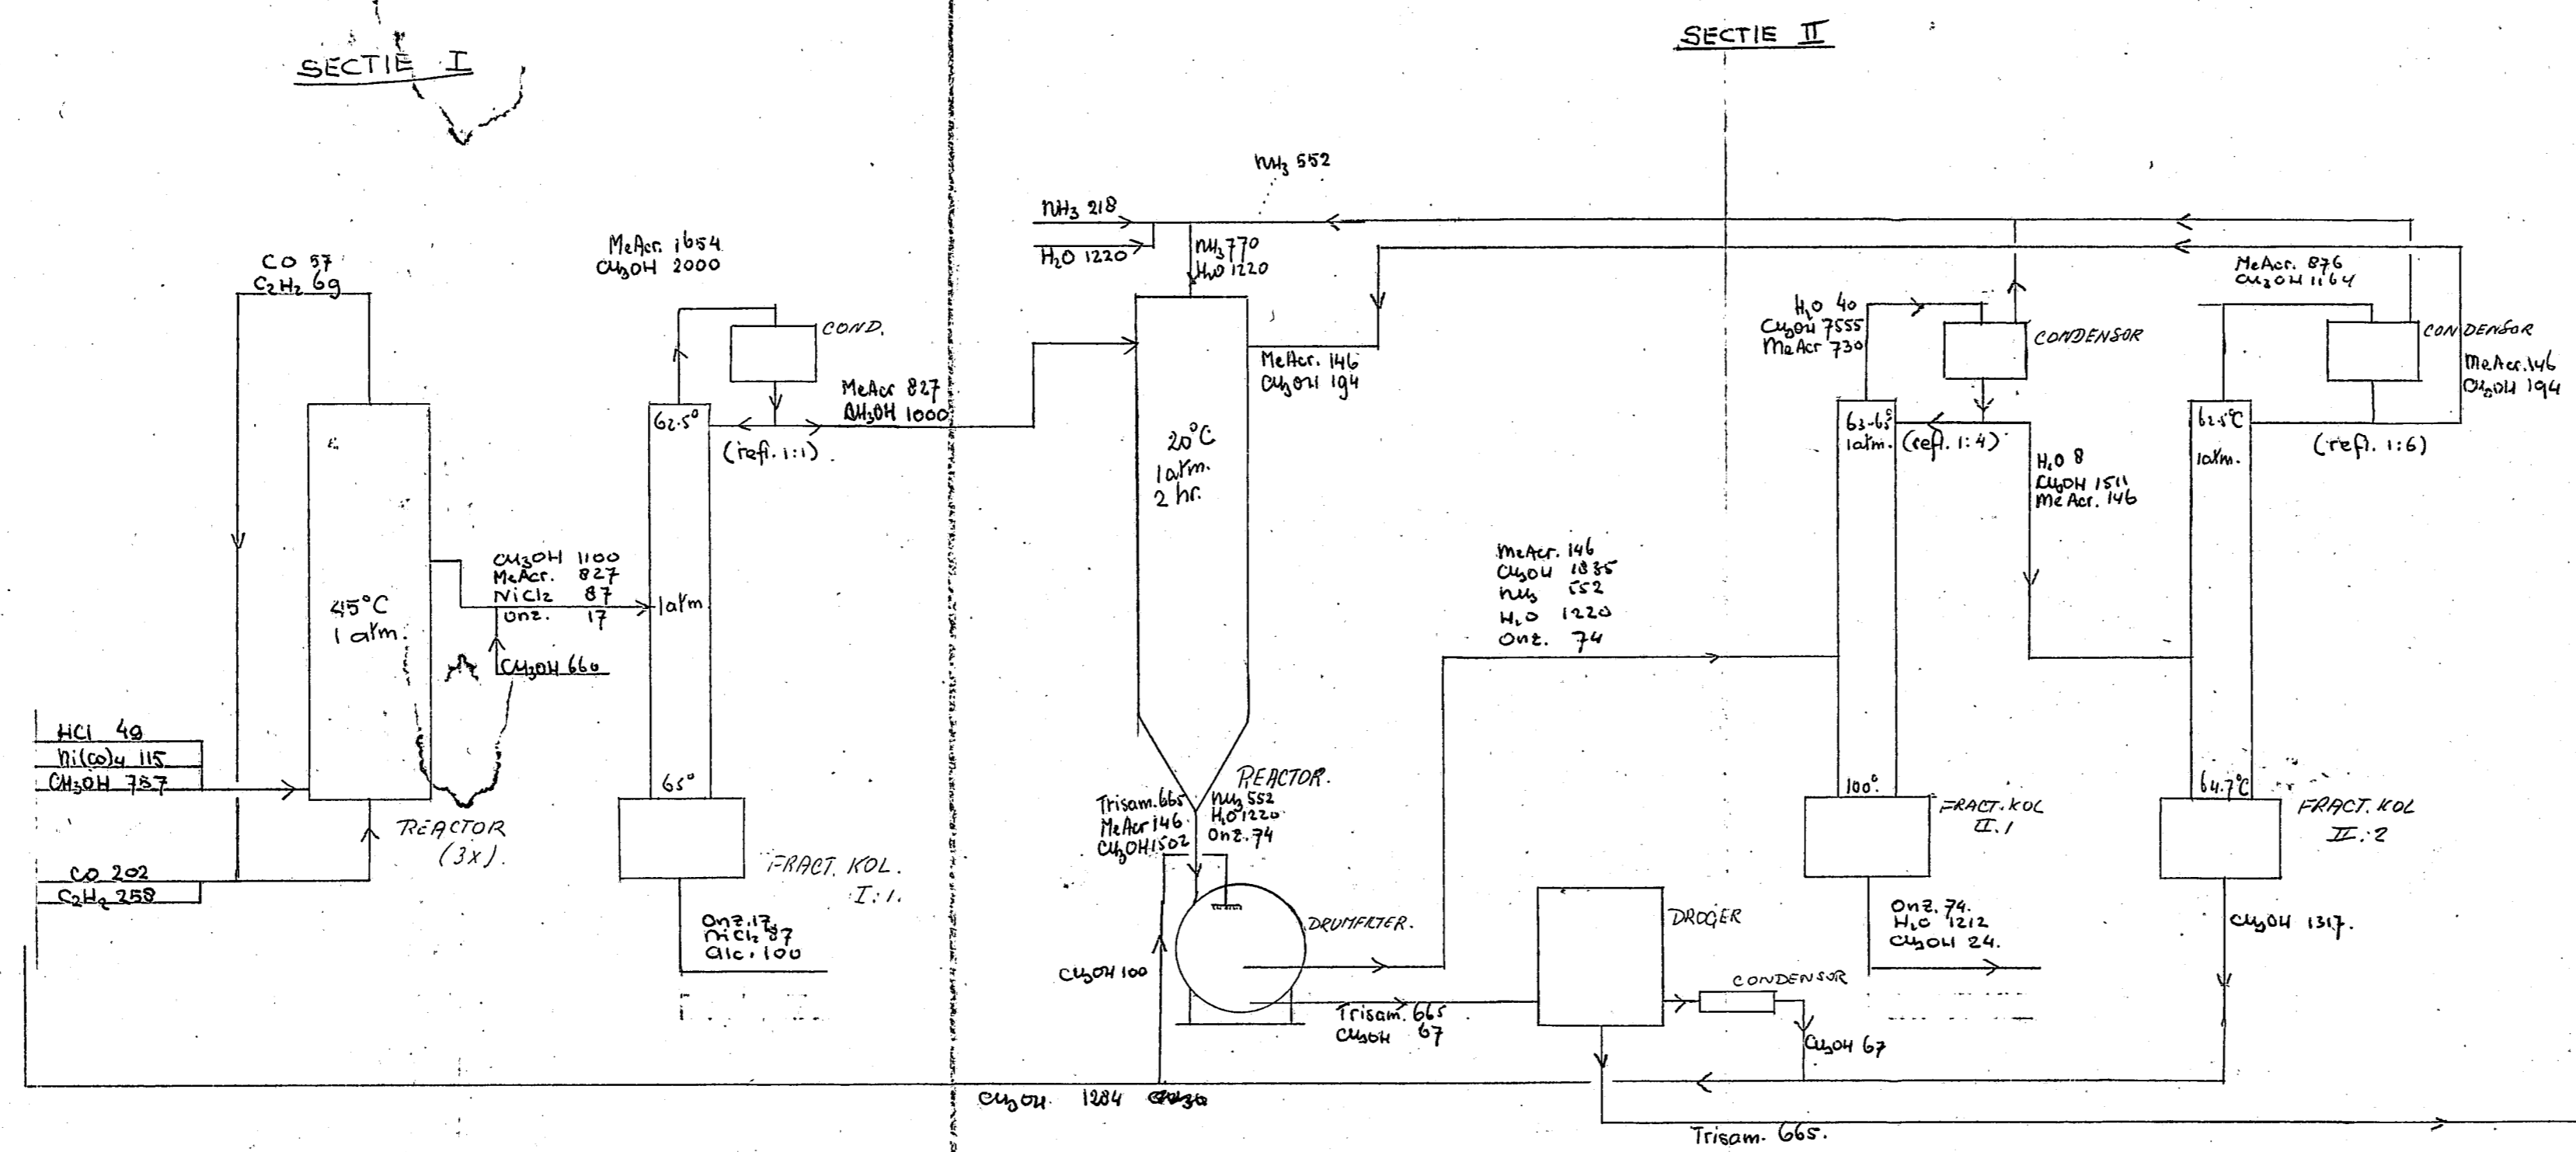 SECTIE I
SECTIE II
NH₃ 552
NH₃ 218
H₂O 1220
NH₃ 770
H₂O 1220
MeAcr. 1654
CH₃OH 2000
CO 57
C₂H₂ 69
COND.
MeAcr 827
CH₃OH 1000
62.5°
(refl. 1:1).
MeAcr. 146
CH₃OH 194
20°C
1 atm.
2 hr.
H₂O 40
CH₃OH 7555
MeAcr 730
CONDENSOR
MeAcr. 876
CH₃OH 1164
CONDENSOR
MeAcr. 146
CH₃OH 194
63-65°
1 atm.
(refl. 1:4)
62.5°C
1 atm.
(refl. 1:6)
H₂O 8
CH₃OH 1511
MeAcr. 146
CH₃OH 1100
MeAcr. 827
NiCl₂ 87
Onz. 17
1 atm
45°C
1 atm.
CH₃OH 660
MeAcr. 146
CH₃OH 1835
NH₃ 552
H₂O 1220
Onz. 74
HCl 49
Ni(CO)₄ 115
CH₃OH 757
65°
REACTOR
(3x).
REACTOR.
Trisam. 665
MeAcr 146
CH₃OH 1502
NH₃ 552
H₂O 1220
Onz. 74
100°
FRACT. KOL
II.1
64.7°C
FRACT. KOL
II.:2
CO 202
C₂H₂ 258
FRACT. KOL.
I:1.
Onz. 17
NiCl₂ 87
alc. 100
CH₃OH 100
DRUMFILTER.
DROGER
CONDENSOR
Onz. 74.
H₂O 1212
CH₃OH 24.
CH₃OH 1317.
Trisam. 665
CH₃OH 67
CH₃OH 67
CH₃OH. 1284
Trisam. 665.